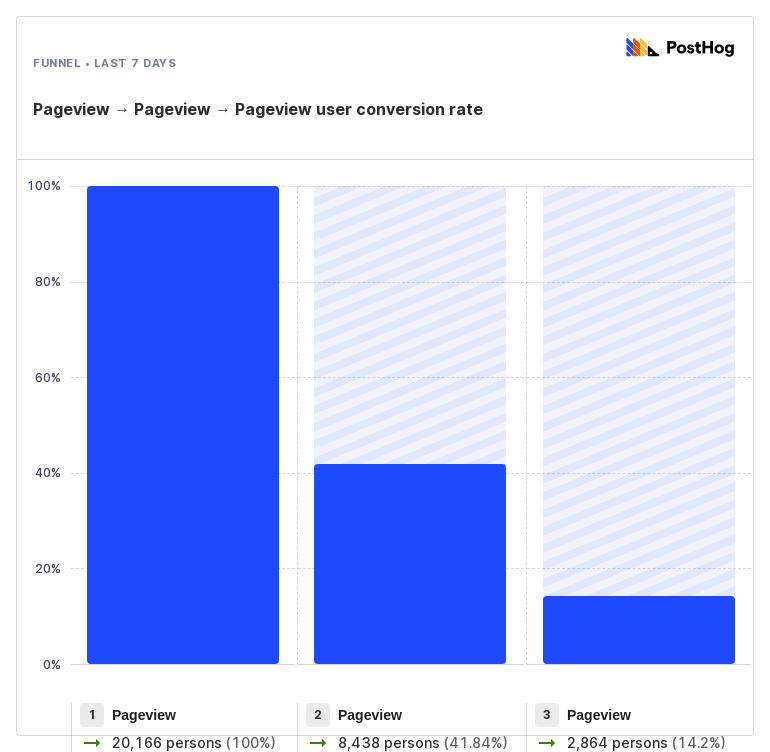 PostHog
FUNNEL • LAST 7 DAYS
Pageview → Pageview → Pageview user conversion rate
100%
80%
60%
40%
20%
0%
1 Pageview
→ 20,166 persons (100%)
2 Pageview
→ 8,438 persons (41.84%)
3 Pageview
→ 2,864 persons (14.2%)